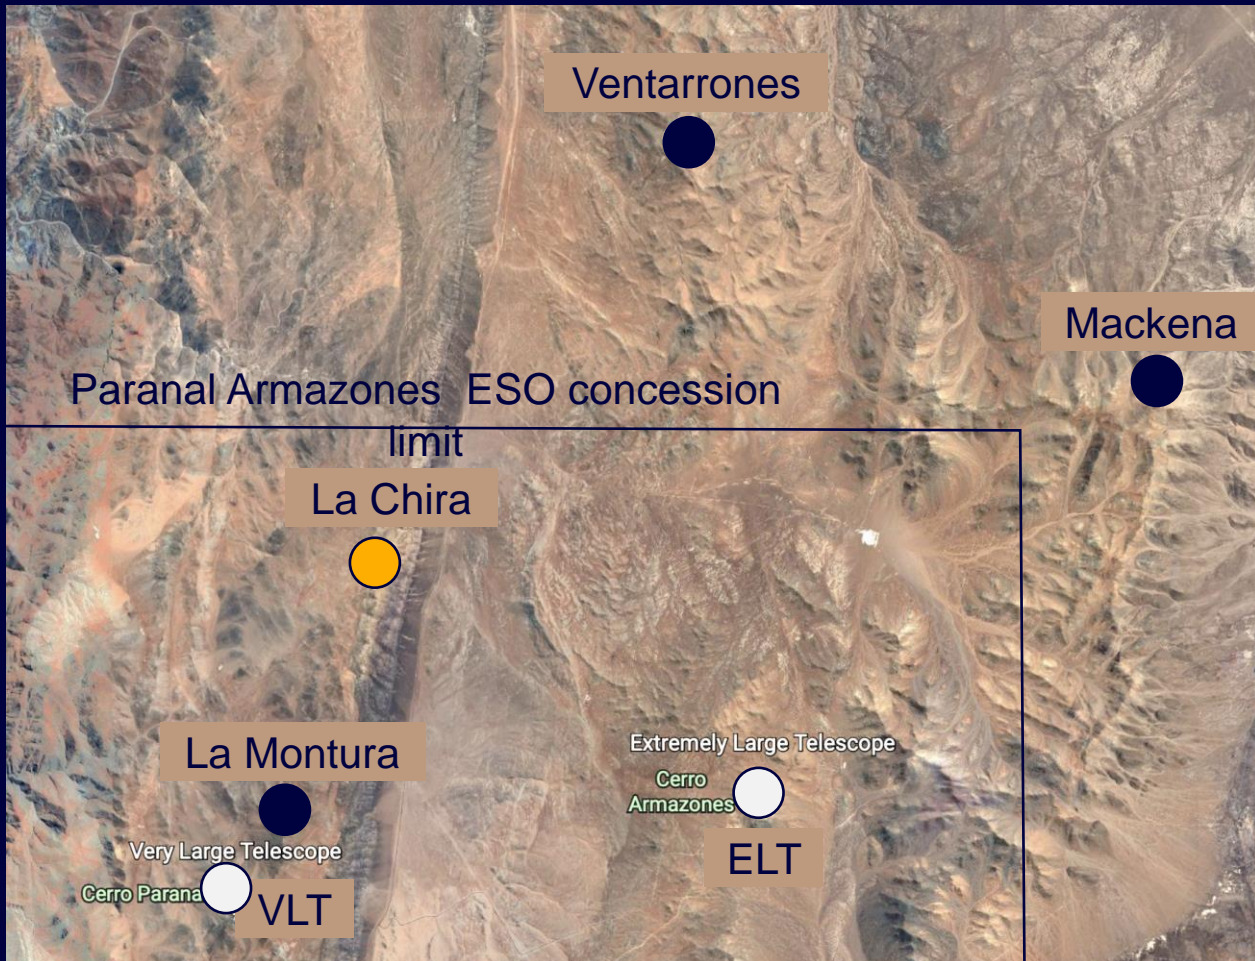 Ventarrones
Mackena
Paranal Armazones ESO concession
limit
La Chira
La Montura
Extremely Large Telescope
Cerro
Armazones
ELT
Very Large Telescope
Cerro Parana
VLT